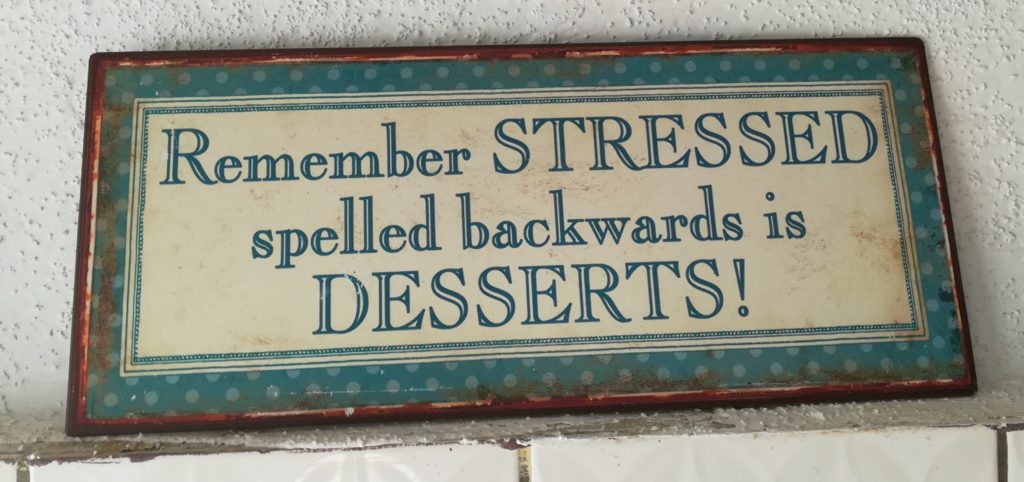 Remember STRESSED
spelled backwards is
DESSERTS!